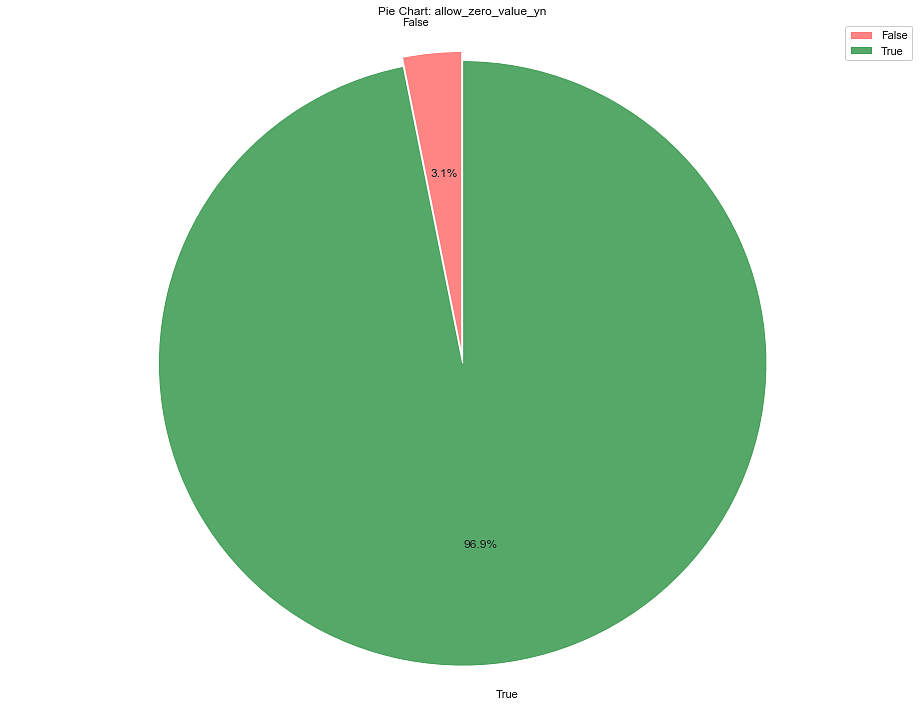 Pie Chart: allow_zero_value_yn
False
False
True
3.1%
96.9%
True